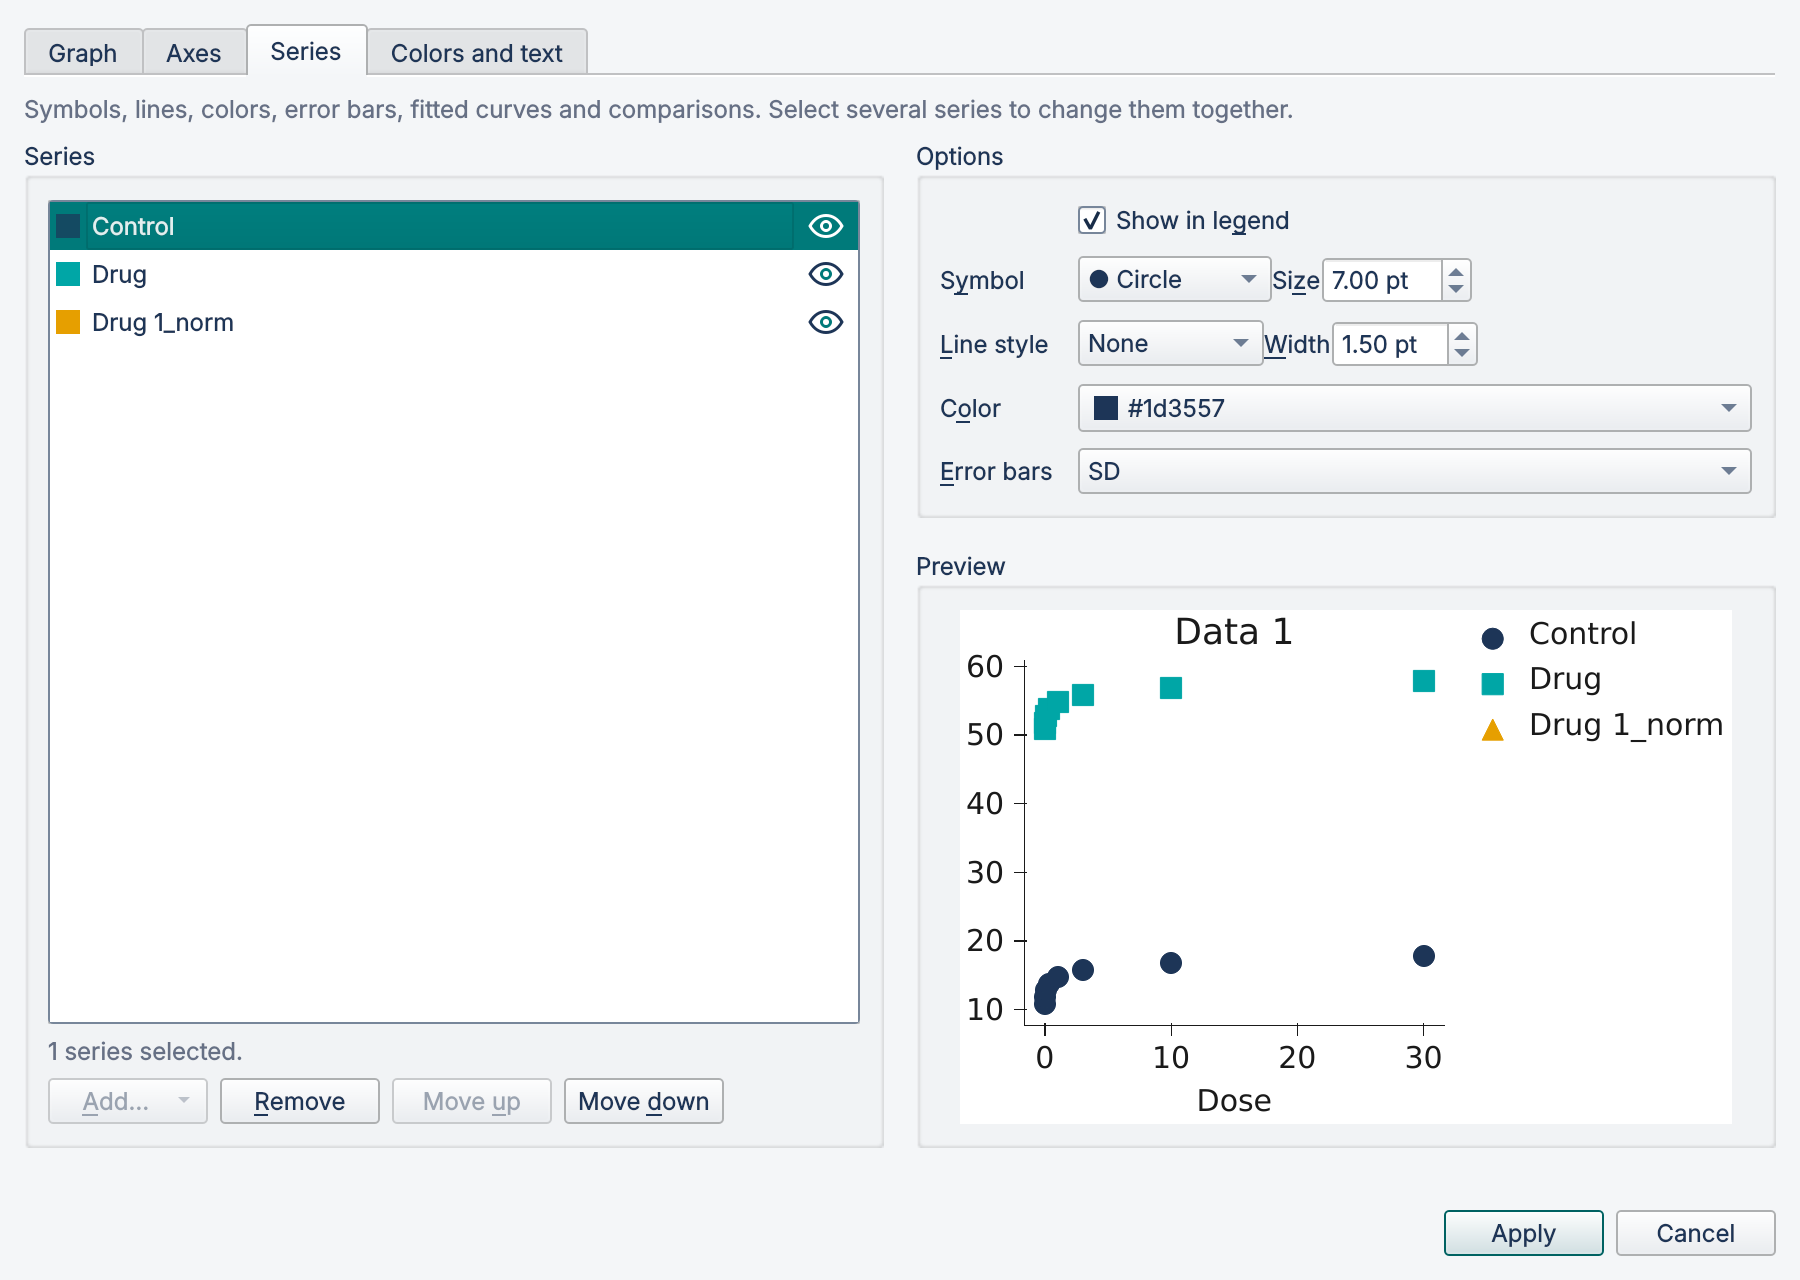 Graph
Axes
Series
Colors and text
Symbols, lines, colors, error bars, fitted curves and comparisons. Select several series to change them together.
Series
Control
Drug
Drug 1_norm
1 series selected.
Add...
Remove
Move up
Move down
Options
Show in legend
Symbol
Circle
Size
7.00 pt
Line style
None
Width
1.50 pt
Color
#1d3557
Error bars
SD
Preview
Data 1
Control
Drug
Drug 1_norm
60
50
40
30
20
10
0
10
20
30
Dose
Apply
Cancel